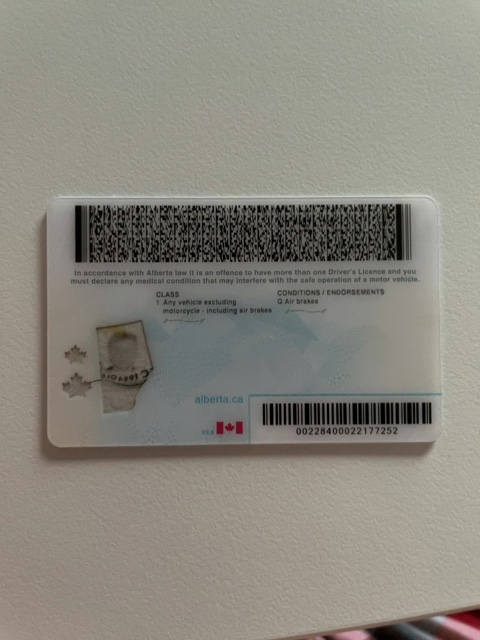 In accordance with Alberta law it is an offence to have more than one Driver's Licence and you
must declare any medical condition that may interfere with the safe operation of a motor vehicle.
CLASS
1 Any vehicle excluding
motorcycle - including air brakes
CONDITIONS / ENDORSEMENTS
Q Air brakes
alberta.ca
00228400022177252